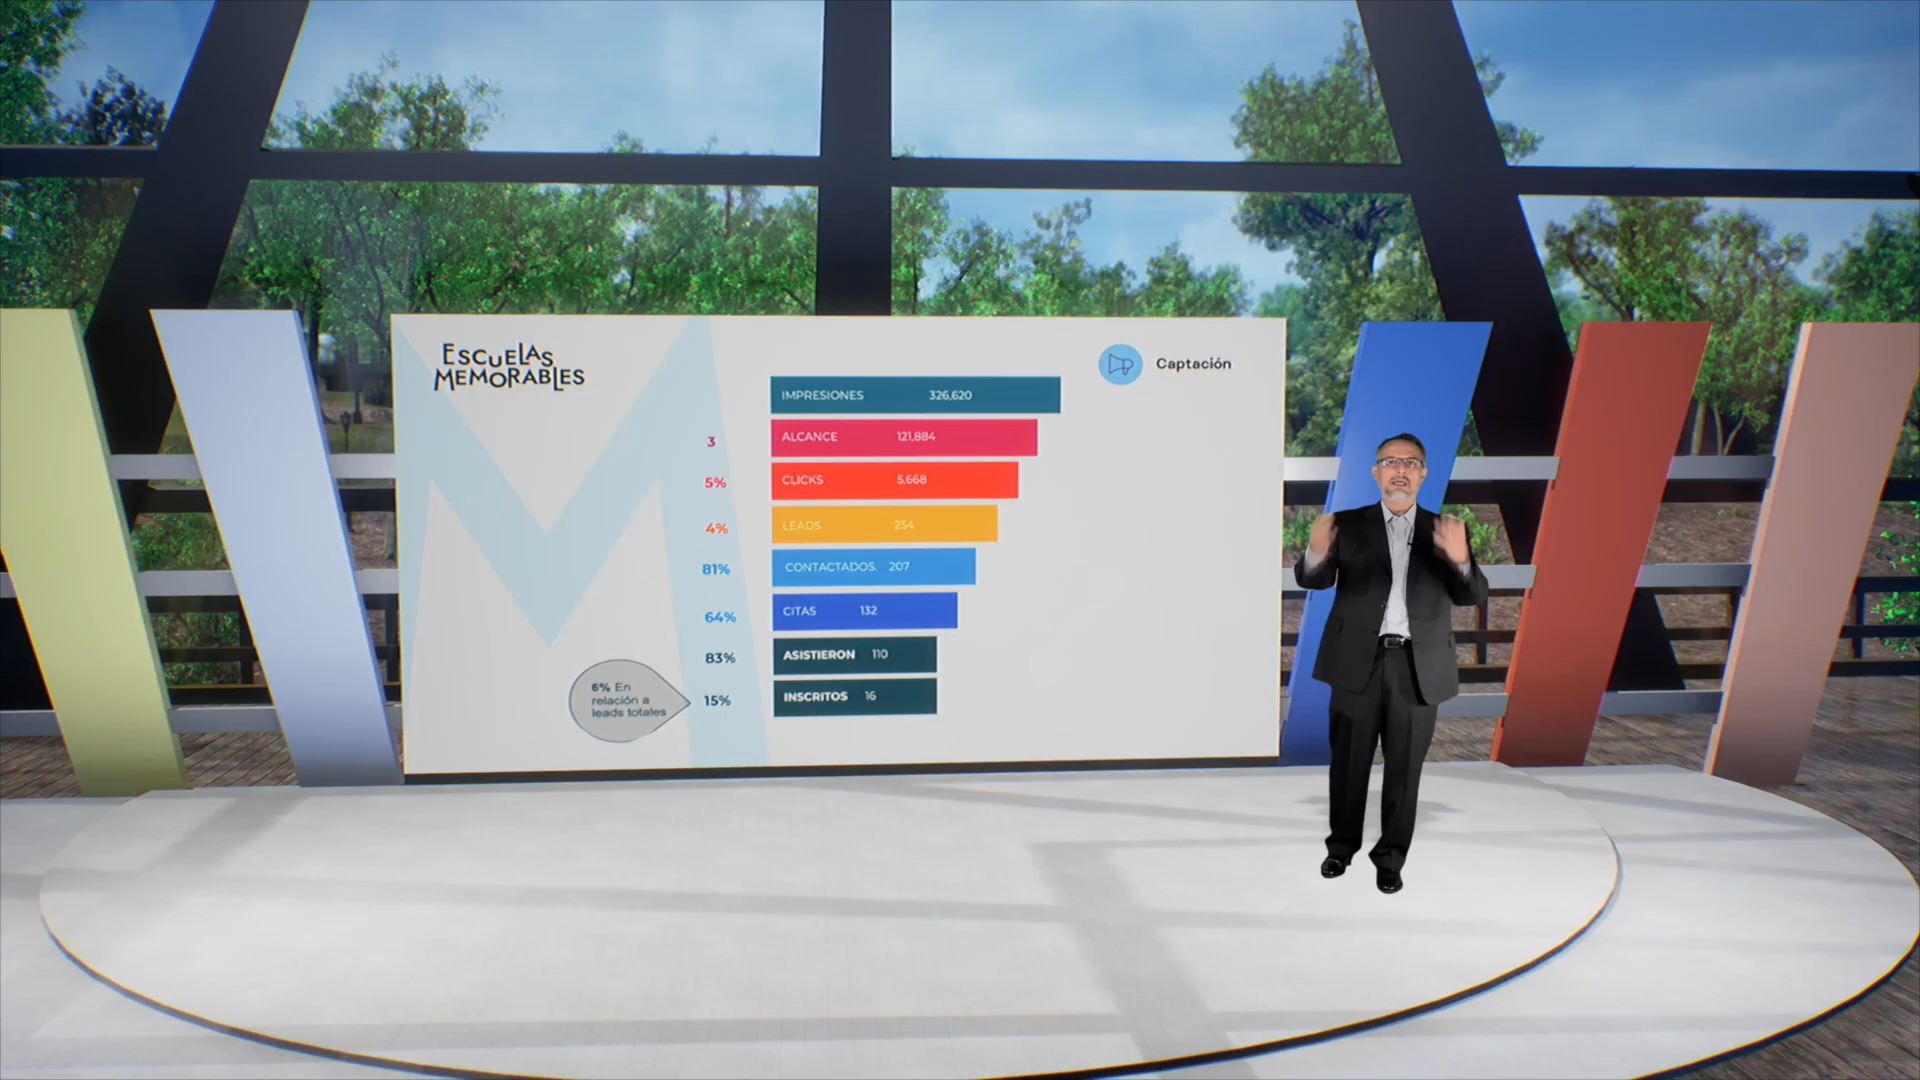 ESCUELAS
MEMORABLES
Captación
IMPRESIONES 326,620
3 ALCANCE 121,884
5% CLICKS 5,668
4% LEADS 254
81% CONTACTADOS. 207
64% CITAS 132
83% ASISTIERON 110
15% INSCRITOS 16
6% En
relación a
leads totales